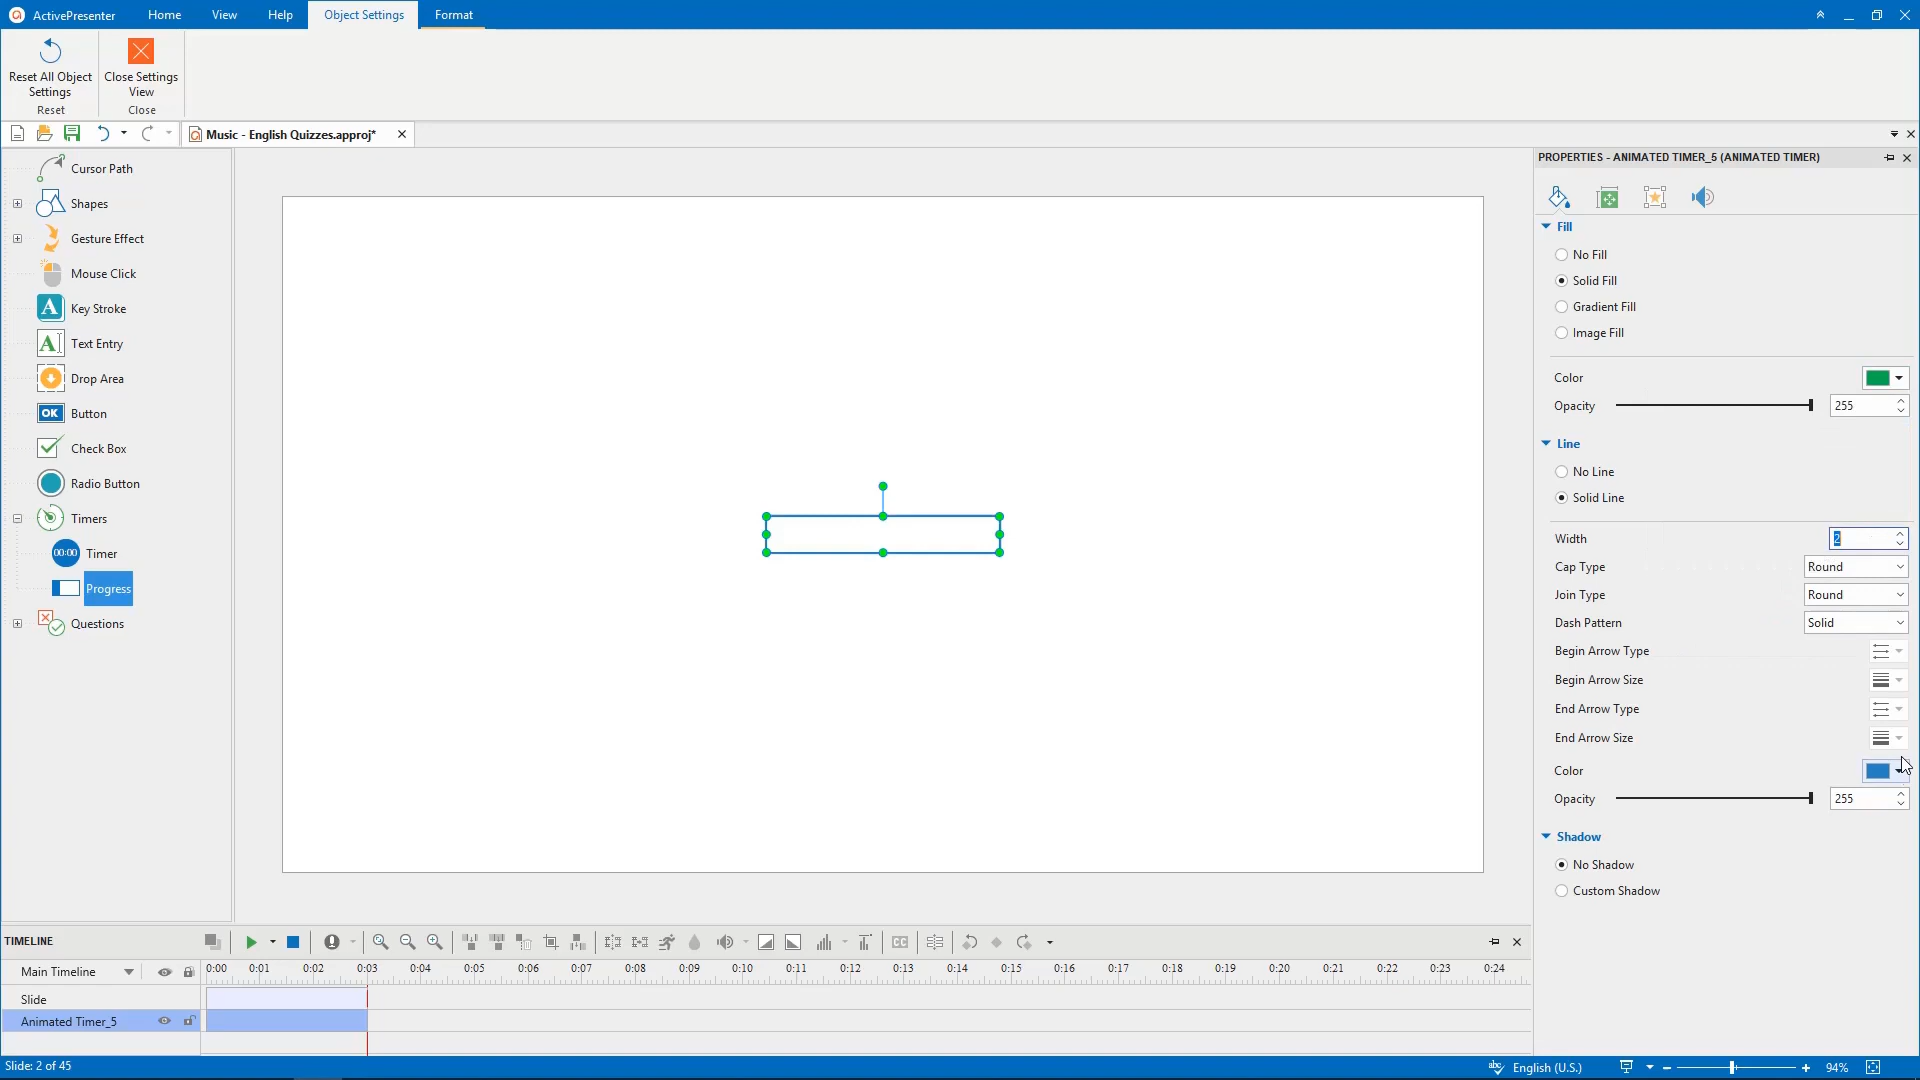 ActivePresenter
Home
View
Help
Object Settings
Format
Reset All Object
Settings
Close Settings
View
Reset
Close
Music - English Quizzes.approj*
Cursor Path
Shapes
Gesture Effect
Mouse Click
Key Stroke
Text Entry
Drop Area
OK
Button
Check Box
Radio Button
Timers
00:00
Timer
Progress
Questions
PROPERTIES - ANIMATED TIMER_5 (ANIMATED TIMER)
Fill
No Fill
Solid Fill
Gradient Fill
Image Fill
Color
Opacity
255
Line
No Line
Solid Line
Width
2
Cap Type
Round
Join Type
Round
Dash Pattern
Solid
Begin Arrow Type
Begin Arrow Size
End Arrow Type
End Arrow Size
Color
Opacity
255
Shadow
No Shadow
Custom Shadow
TIMELINE
CC
Main Timeline
0:00 0:01 0:02 0:03 0:04 0:05 0:06 0:07 0:08 0:09 0:10 0:11 0:12 0:13 0:14 0:15 0:16 0:17 0:18 0:19 0:20 0:21 0:22 0:23 0:24
Slide
Animated Timer_5
Slide: 2 of 45
abc
English (U.S.)
94%